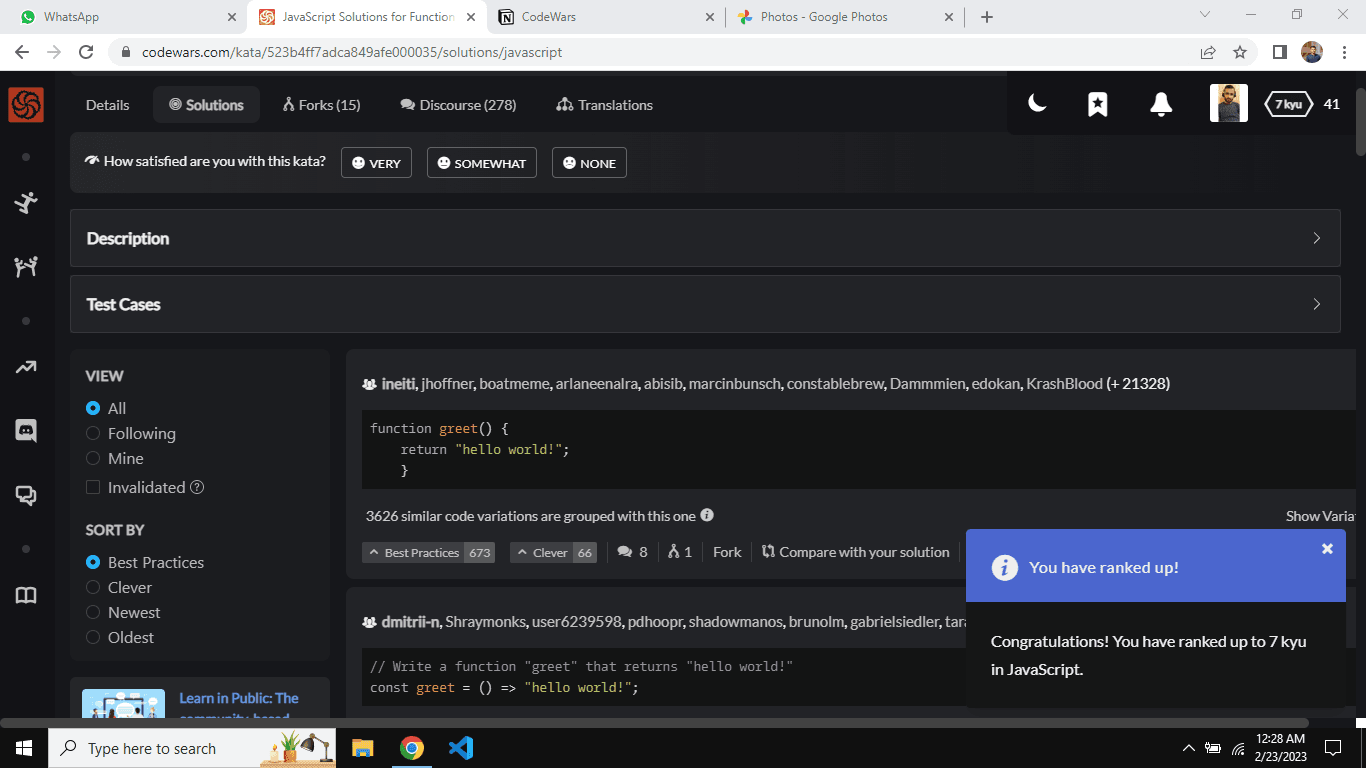 WhatsApp
JavaScript Solutions for Function
CodeWars
Photos - Google Photos
codewars.com/kata/523b4ff7adca849afe000035/solutions/javascript
Details
Solutions
Forks (15)
Discourse (278)
Translations
7 kyu
41
How satisfied are you with this kata?
VERY
SOMEWHAT
NONE
Description
Test Cases
VIEW
All
Following
Mine
Invalidated
SORT BY
Best Practices
Clever
Newest
Oldest
Learn in Public: The
ineiti, jhoffner, boatmeme, arlaneenalra, abisib, marcinbunsch, constablebrew, Dammmien, edokan, KrashBlood (+ 21328)
function greet() {
return "hello world!";
}
3626 similar code variations are grouped with this one
Show Varia
Best Practices 673
Clever 66
8
1
Fork
Compare with your solution
dmitrii-n, Shraymonks, user6239598, pdhoopr, shadowmanos, brunolm, gabrielsiedler, tara
// Write a function "greet" that returns "hello world!"
const greet = () => "hello world!";
You have ranked up!
Congratulations! You have ranked up to 7 kyu
in JavaScript.
Type here to search
12:28 AM
2/23/2023